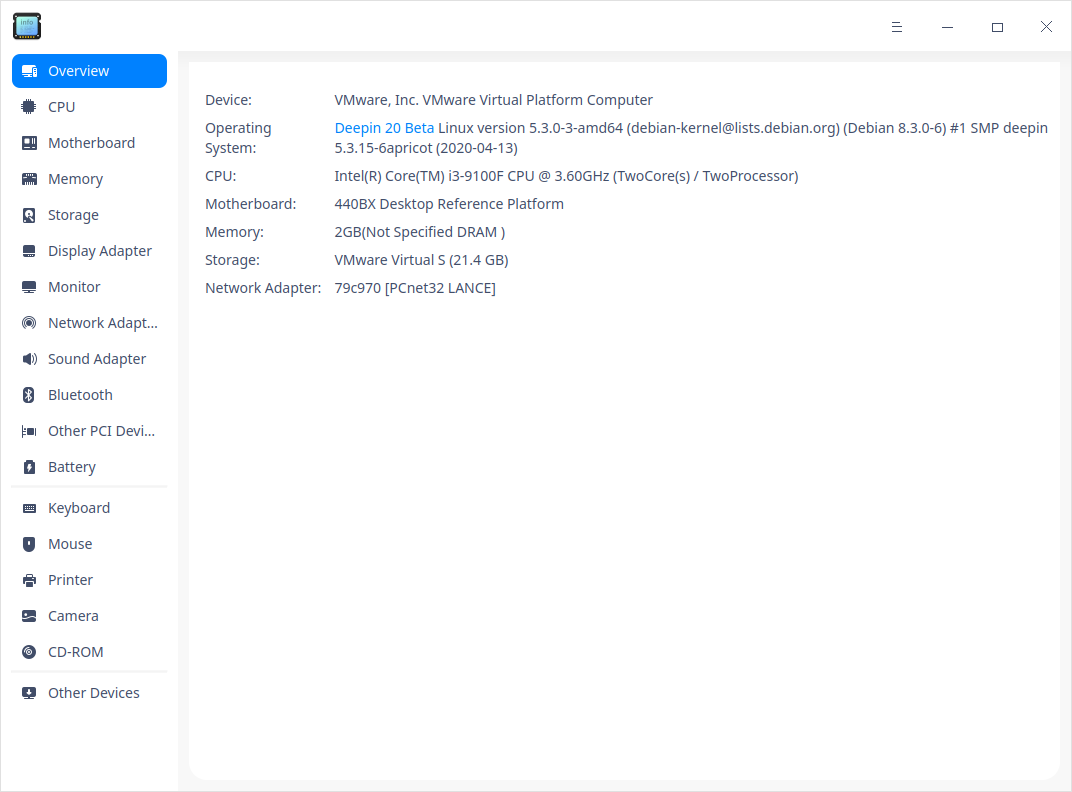 Overview
CPU
Motherboard
Memory
Storage
Display Adapter
Monitor
Network Adapt...
Sound Adapter
Bluetooth
Other PCI Devi...
Battery
Keyboard
Mouse
Printer
Camera
CD-ROM
Other Devices
Device: VMware, Inc. VMware Virtual Platform Computer
Operating System: Deepin 20 Beta Linux version 5.3.0-3-amd64 (debian-kernel@lists.debian.org) (Debian 8.3.0-6) #1 SMP deepin
5.3.15-6apricot (2020-04-13)
CPU: Intel(R) Core(TM) i3-9100F CPU @ 3.60GHz (TwoCore(s) / TwoProcessor)
Motherboard: 440BX Desktop Reference Platform
Memory: 2GB(Not Specified DRAM )
Storage: VMware Virtual S (21.4 GB)
Network Adapter: 79c970 [PCnet32 LANCE]